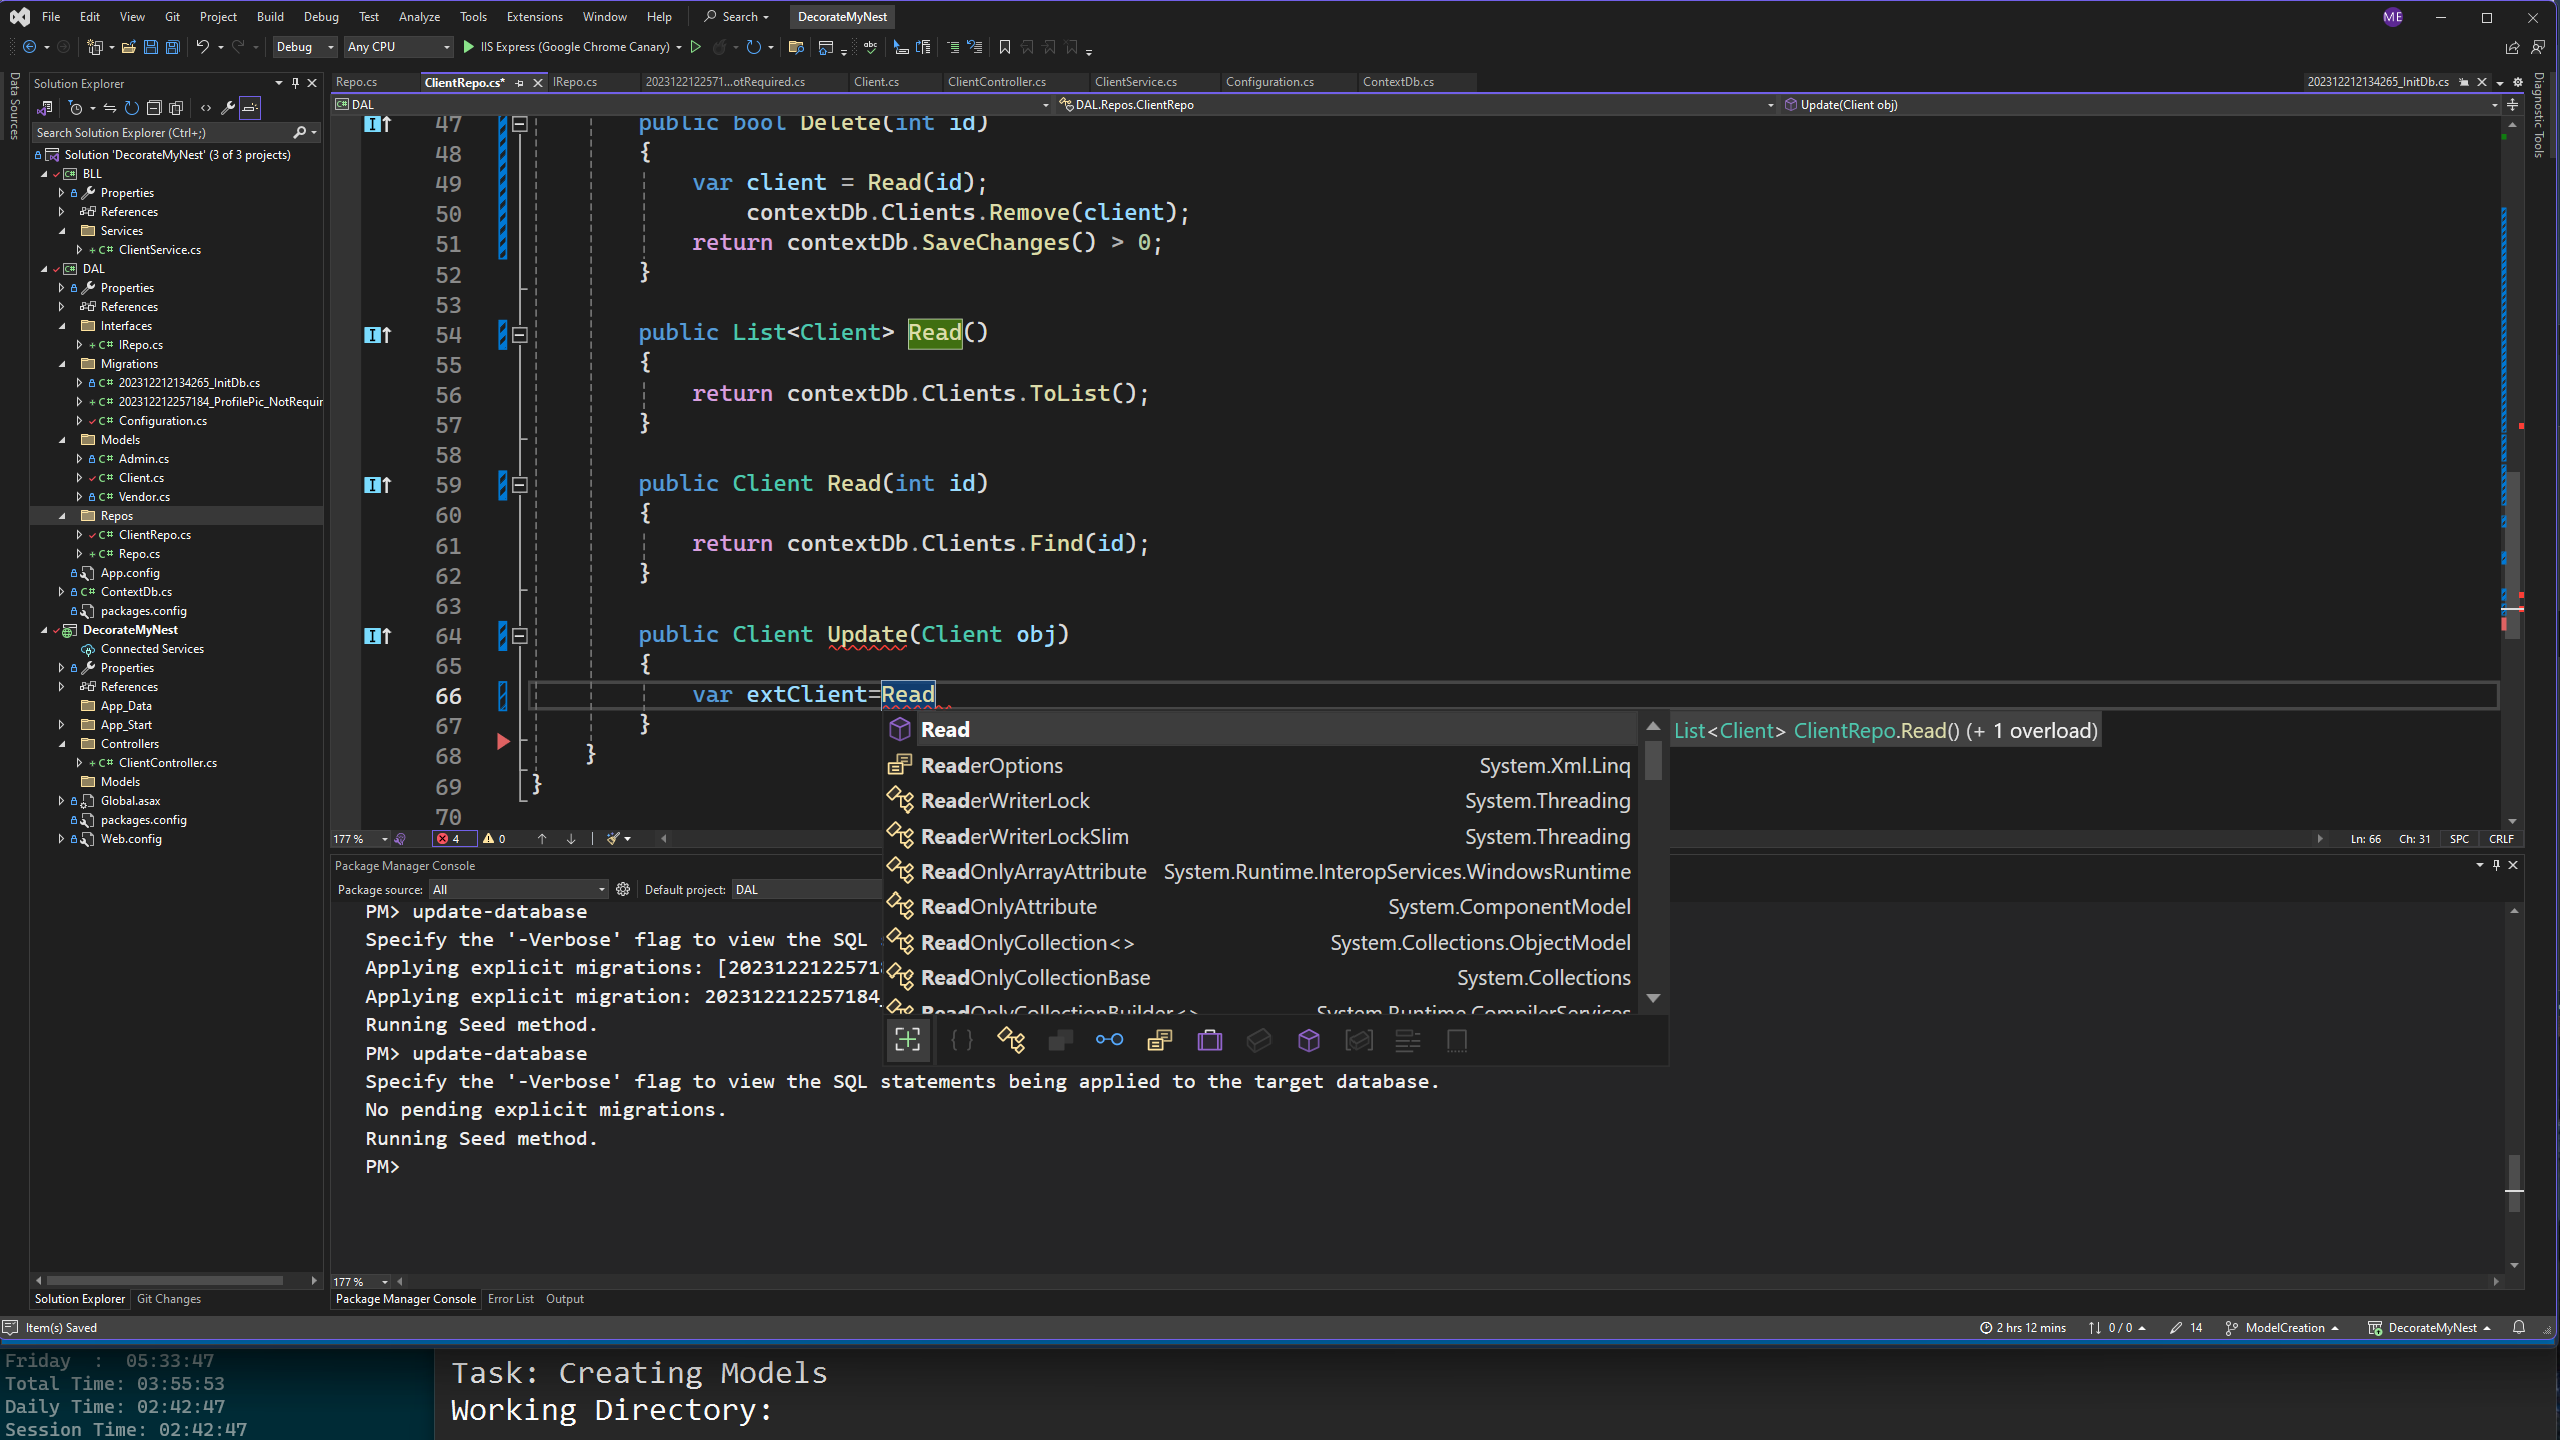 File Edit View Git Project Build Debug Test Analyze Tools Extensions Window Help Search DecorateMyNest ME
Debug Any CPU IIS Express (Google Chrome Canary)
Data Sources
Solution Explorer
Search Solution Explorer (Ctrl+;)
Solution 'DecorateMyNest' (3 of 3 projects)
BLL
Properties
References
Services
ClientService.cs
DAL
Properties
References
Interfaces
IRepo.cs
Migrations
202312212134265_InitDb.cs
202312212257184_ProfilePic_NotRequir
Configuration.cs
Models
Admin.cs
Client.cs
Vendor.cs
Repos
ClientRepo.cs
Repo.cs
App.config
ContextDb.cs
packages.config
DecorateMyNest
Connected Services
Properties
References
App_Data
App_Start
Controllers
ClientController.cs
Models
Global.asax
packages.config
Web.config
Solution Explorer Git Changes
Repo.cs ClientRepo.cs* IRepo.cs 2023122122571...otRequired.cs Client.cs ClientController.cs ClientService.cs Configuration.cs ContextDb.cs 202312212134265_InitDb.cs
Diagnostic Tools
DAL DAL.Repos.ClientRepo Update(Client obj)
47 public bool Delete(int id)
48 {
49 var client = Read(id);
50 contextDb.Clients.Remove(client);
51 return contextDb.SaveChanges() > 0;
52 }
53
54 public List<Client> Read()
55 {
56 return contextDb.Clients.ToList();
57 }
58
59 public Client Read(int id)
60 {
61 return contextDb.Clients.Find(id);
62 }
63
64 public Client Update(Client obj)
65 {
66 var extClient=Read
67 }
68 }
69 }
70
Read
List<Client> ClientRepo.Read() (+ 1 overload)
ReaderOptions System.Xml.Linq
ReaderWriterLock System.Threading
ReaderWriterLockSlim System.Threading
ReadOnlyArrayAttribute System.Runtime.InteropServices.WindowsRuntime
ReadOnlyAttribute System.ComponentModel
ReadOnlyCollection<> System.Collections.ObjectModel
ReadOnlyCollectionBase System.Collections
ReadOnlyCollectionBuilder<> System.Runtime.CompilerServices
177 % 4 0 Ln: 66 Ch: 31 SPC CRLF
Package Manager Console
Package source: All Default project: DAL
PM> update-database
Specify the '-Verbose' flag to view the SQL
Applying explicit migrations: [20231221225718
Applying explicit migration: 202312212257184_
Running Seed method.
PM> update-database
Specify the '-Verbose' flag to view the SQL statements being applied to the target database.
No pending explicit migrations.
Running Seed method.
PM>
177 %
Package Manager Console Error List Output
Item(s) Saved 2 hrs 12 mins 0 / 0 14 ModelCreation DecorateMyNest
Friday : 05:33:47
Total Time: 03:55:53
Daily Time: 02:42:47
Session Time: 02:42:47
Task: Creating Models
Working Directory: